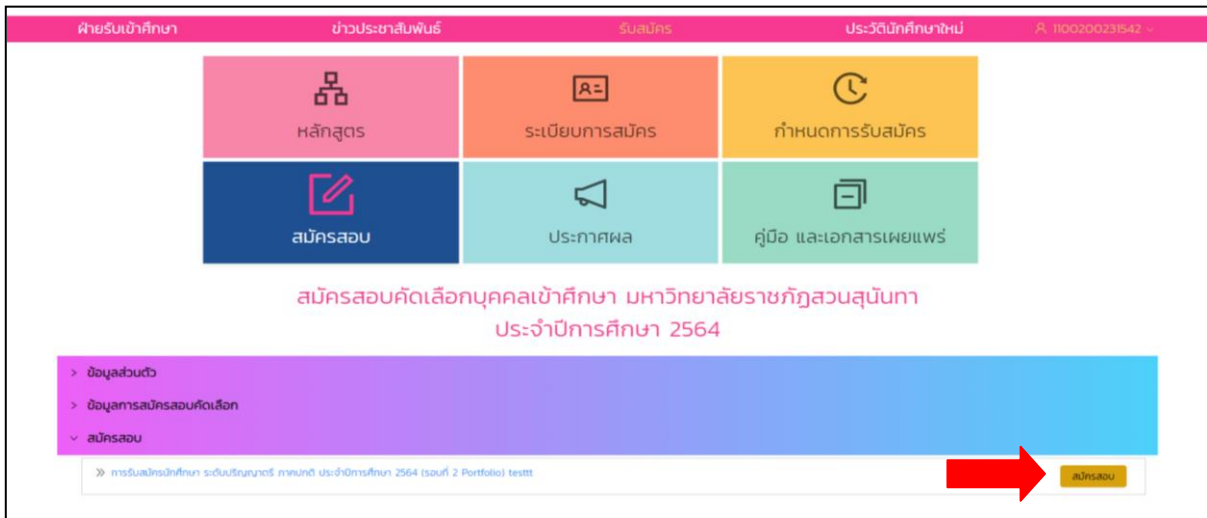 ฝ่ายรับเข้าศึกษา ข่าวประชาสัมพันธ์ รับสมัคร ประวัตินักศึกษาใหม่ 1100200231542
หลักสูตร ระเบียบการสมัคร กำหนดการรับสมัคร
สมัครสอบ ประกาศผล คู่มือ และเอกสารเผยแพร่
สมัครสอบคัดเลือกบุคคลเข้าศึกษา มหาวิทยาลัยราชภัฏสวนสุนันทา
ประจำปีการศึกษา 2564
ข้อมูลส่วนตัว
ข้อมูลการสมัครสอบคัดเลือก
สมัครสอบ
การรับสมัครนักศึกษา ระดับปริญญาตรี ภาคปกติ ประจำปีการศึกษา 2564 (รอบที่ 2 Portfolio) testtt สมัครสอบ